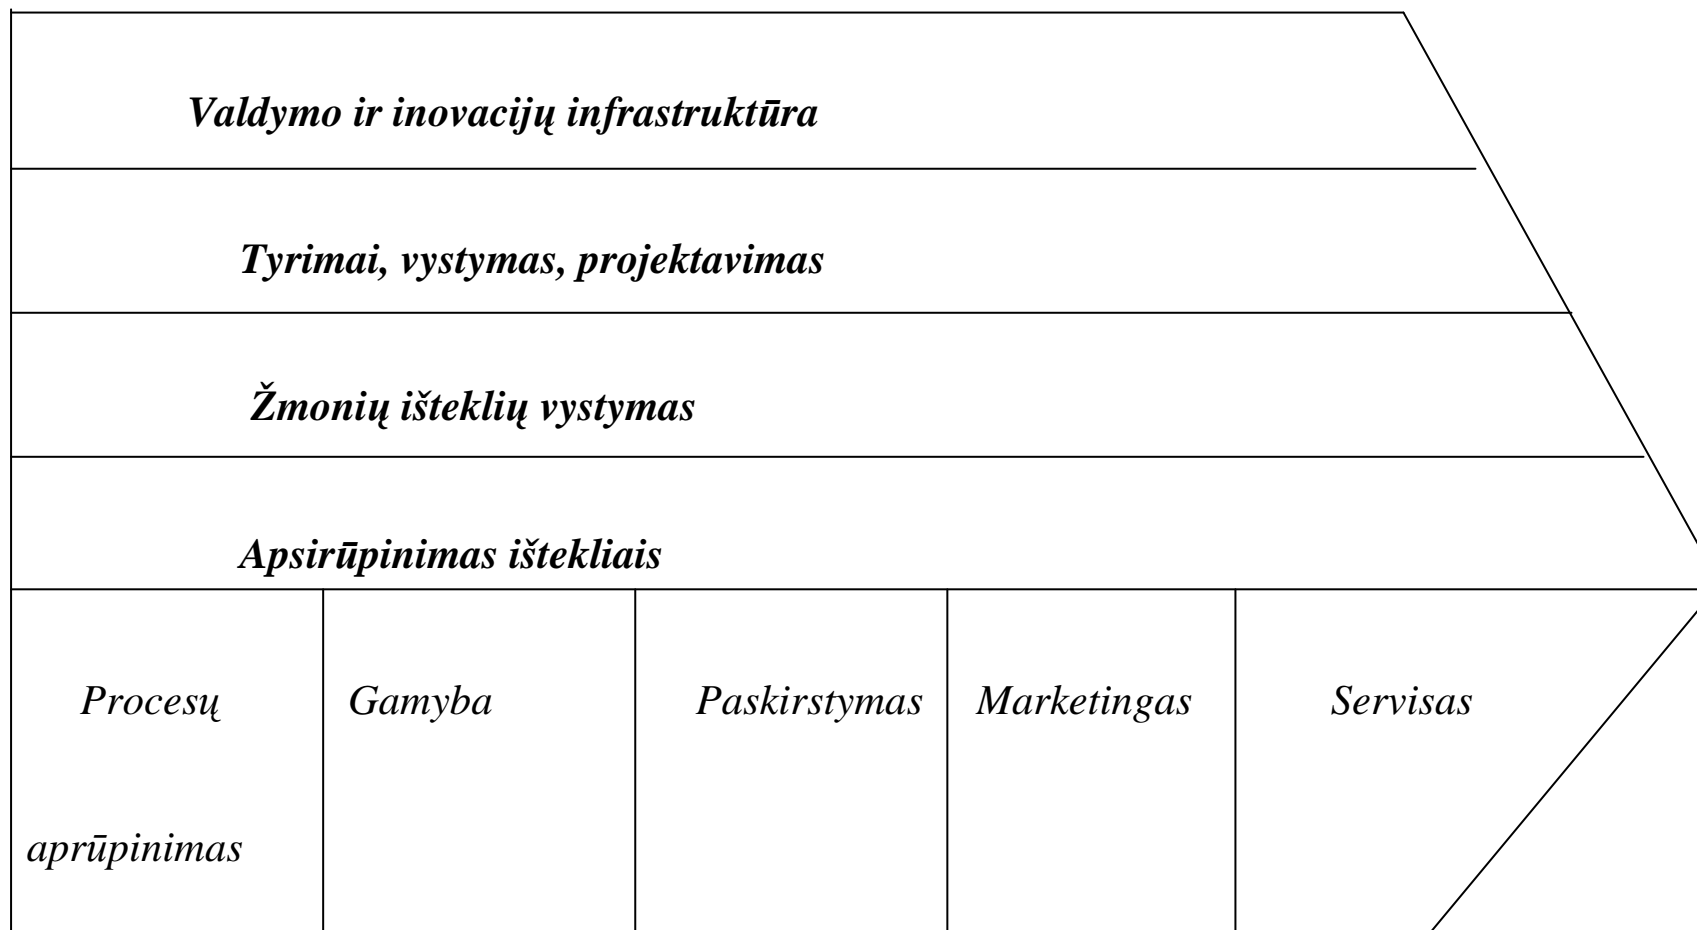 Valdymo ir inovacijų infrastruktūra
Tyrimai, vystymas, projektavimas
Žmonių išteklių vystymas
Apsirūpinimas ištekliais
Procesų
aprūpinimas
Gamyba
Paskirstymas
Marketingas
Servisas